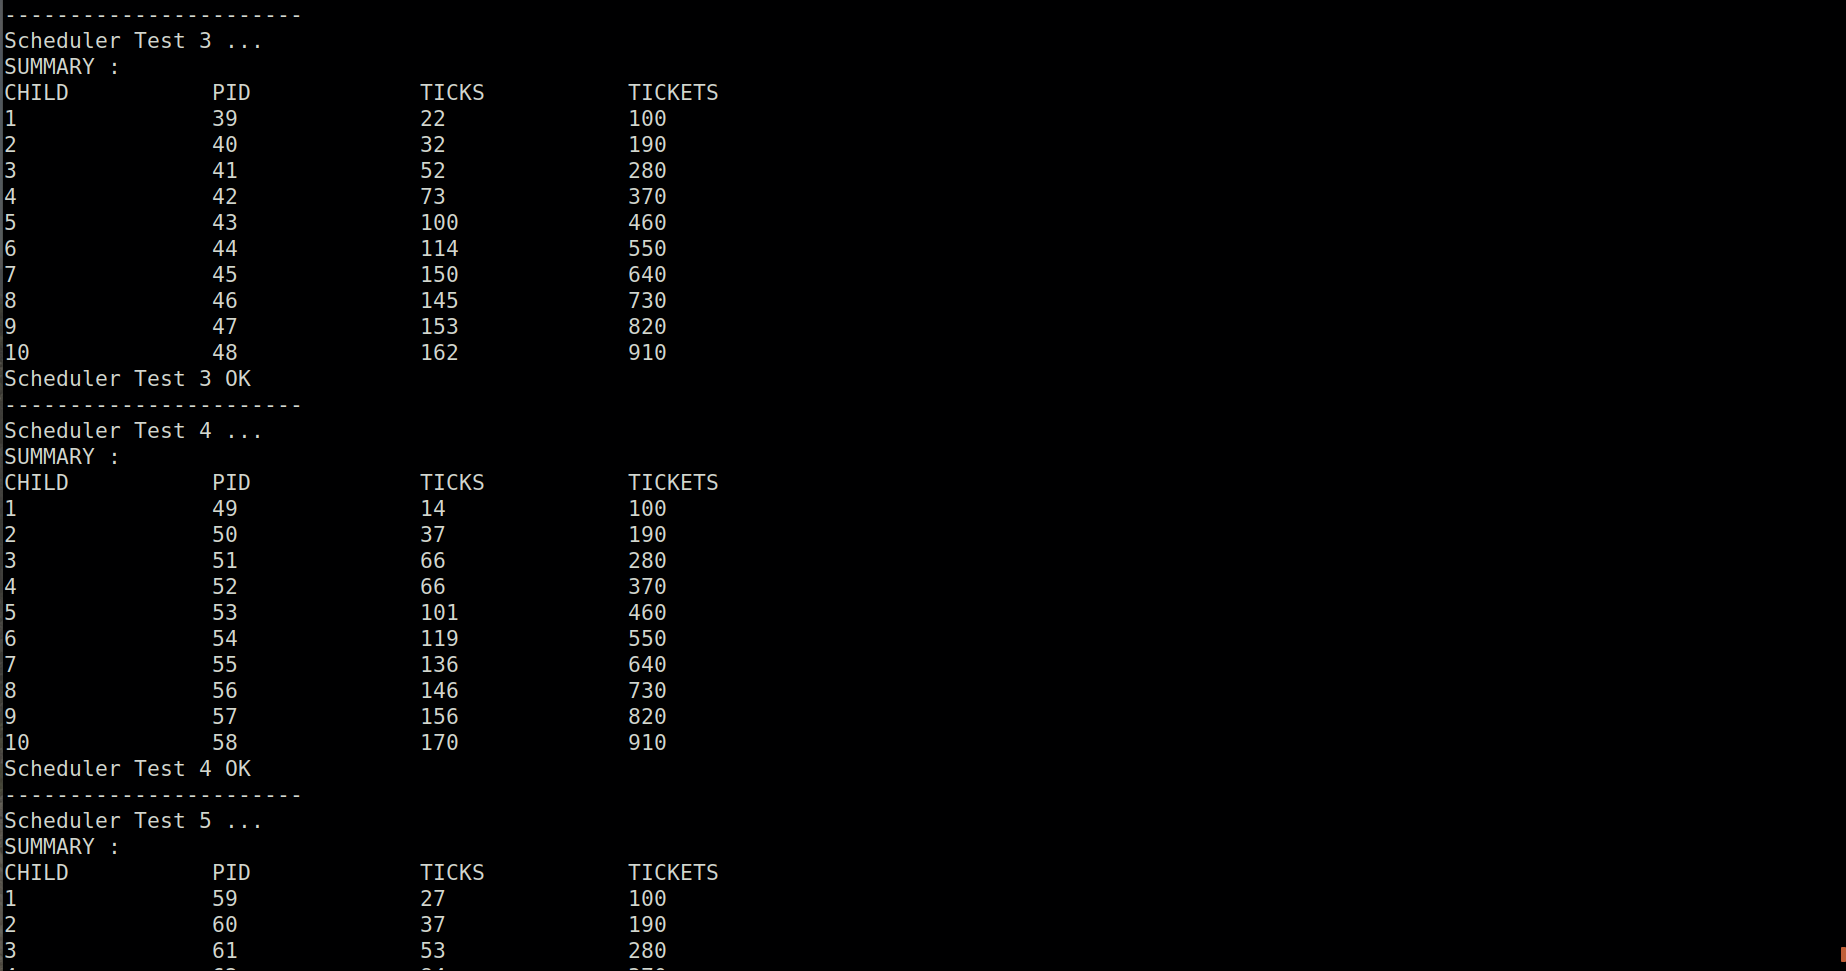 -----------------------
Scheduler Test 3 ...
SUMMARY :
CHILD           PID             TICKS           TICKETS
1               39              22              100
2               40              32              190
3               41              52              280
4               42              73              370
5               43              100             460
6               44              114             550
7               45              150             640
8               46              145             730
9               47              153             820
10              48              162             910
Scheduler Test 3 OK
-----------------------
Scheduler Test 4 ...
SUMMARY :
CHILD           PID             TICKS           TICKETS
1               49              14              100
2               50              37              190
3               51              66              280
4               52              66              370
5               53              101             460
6               54              119             550
7               55              136             640
8               56              146             730
9               57              156             820
10              58              170             910
Scheduler Test 4 OK
-----------------------
Scheduler Test 5 ...
SUMMARY :
CHILD           PID             TICKS           TICKETS
1               59              27              100
2               60              37              190
3               61              53              280